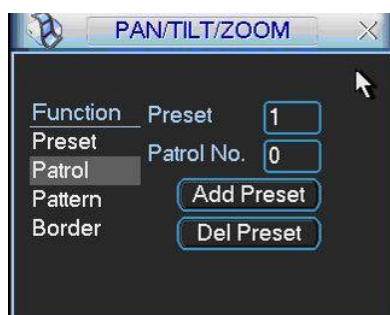 PAN/TILT/ZOOM
Function
Preset
Patrol
Pattern
Border
Preset 1
Patrol No. 0
Add Preset
Del Preset